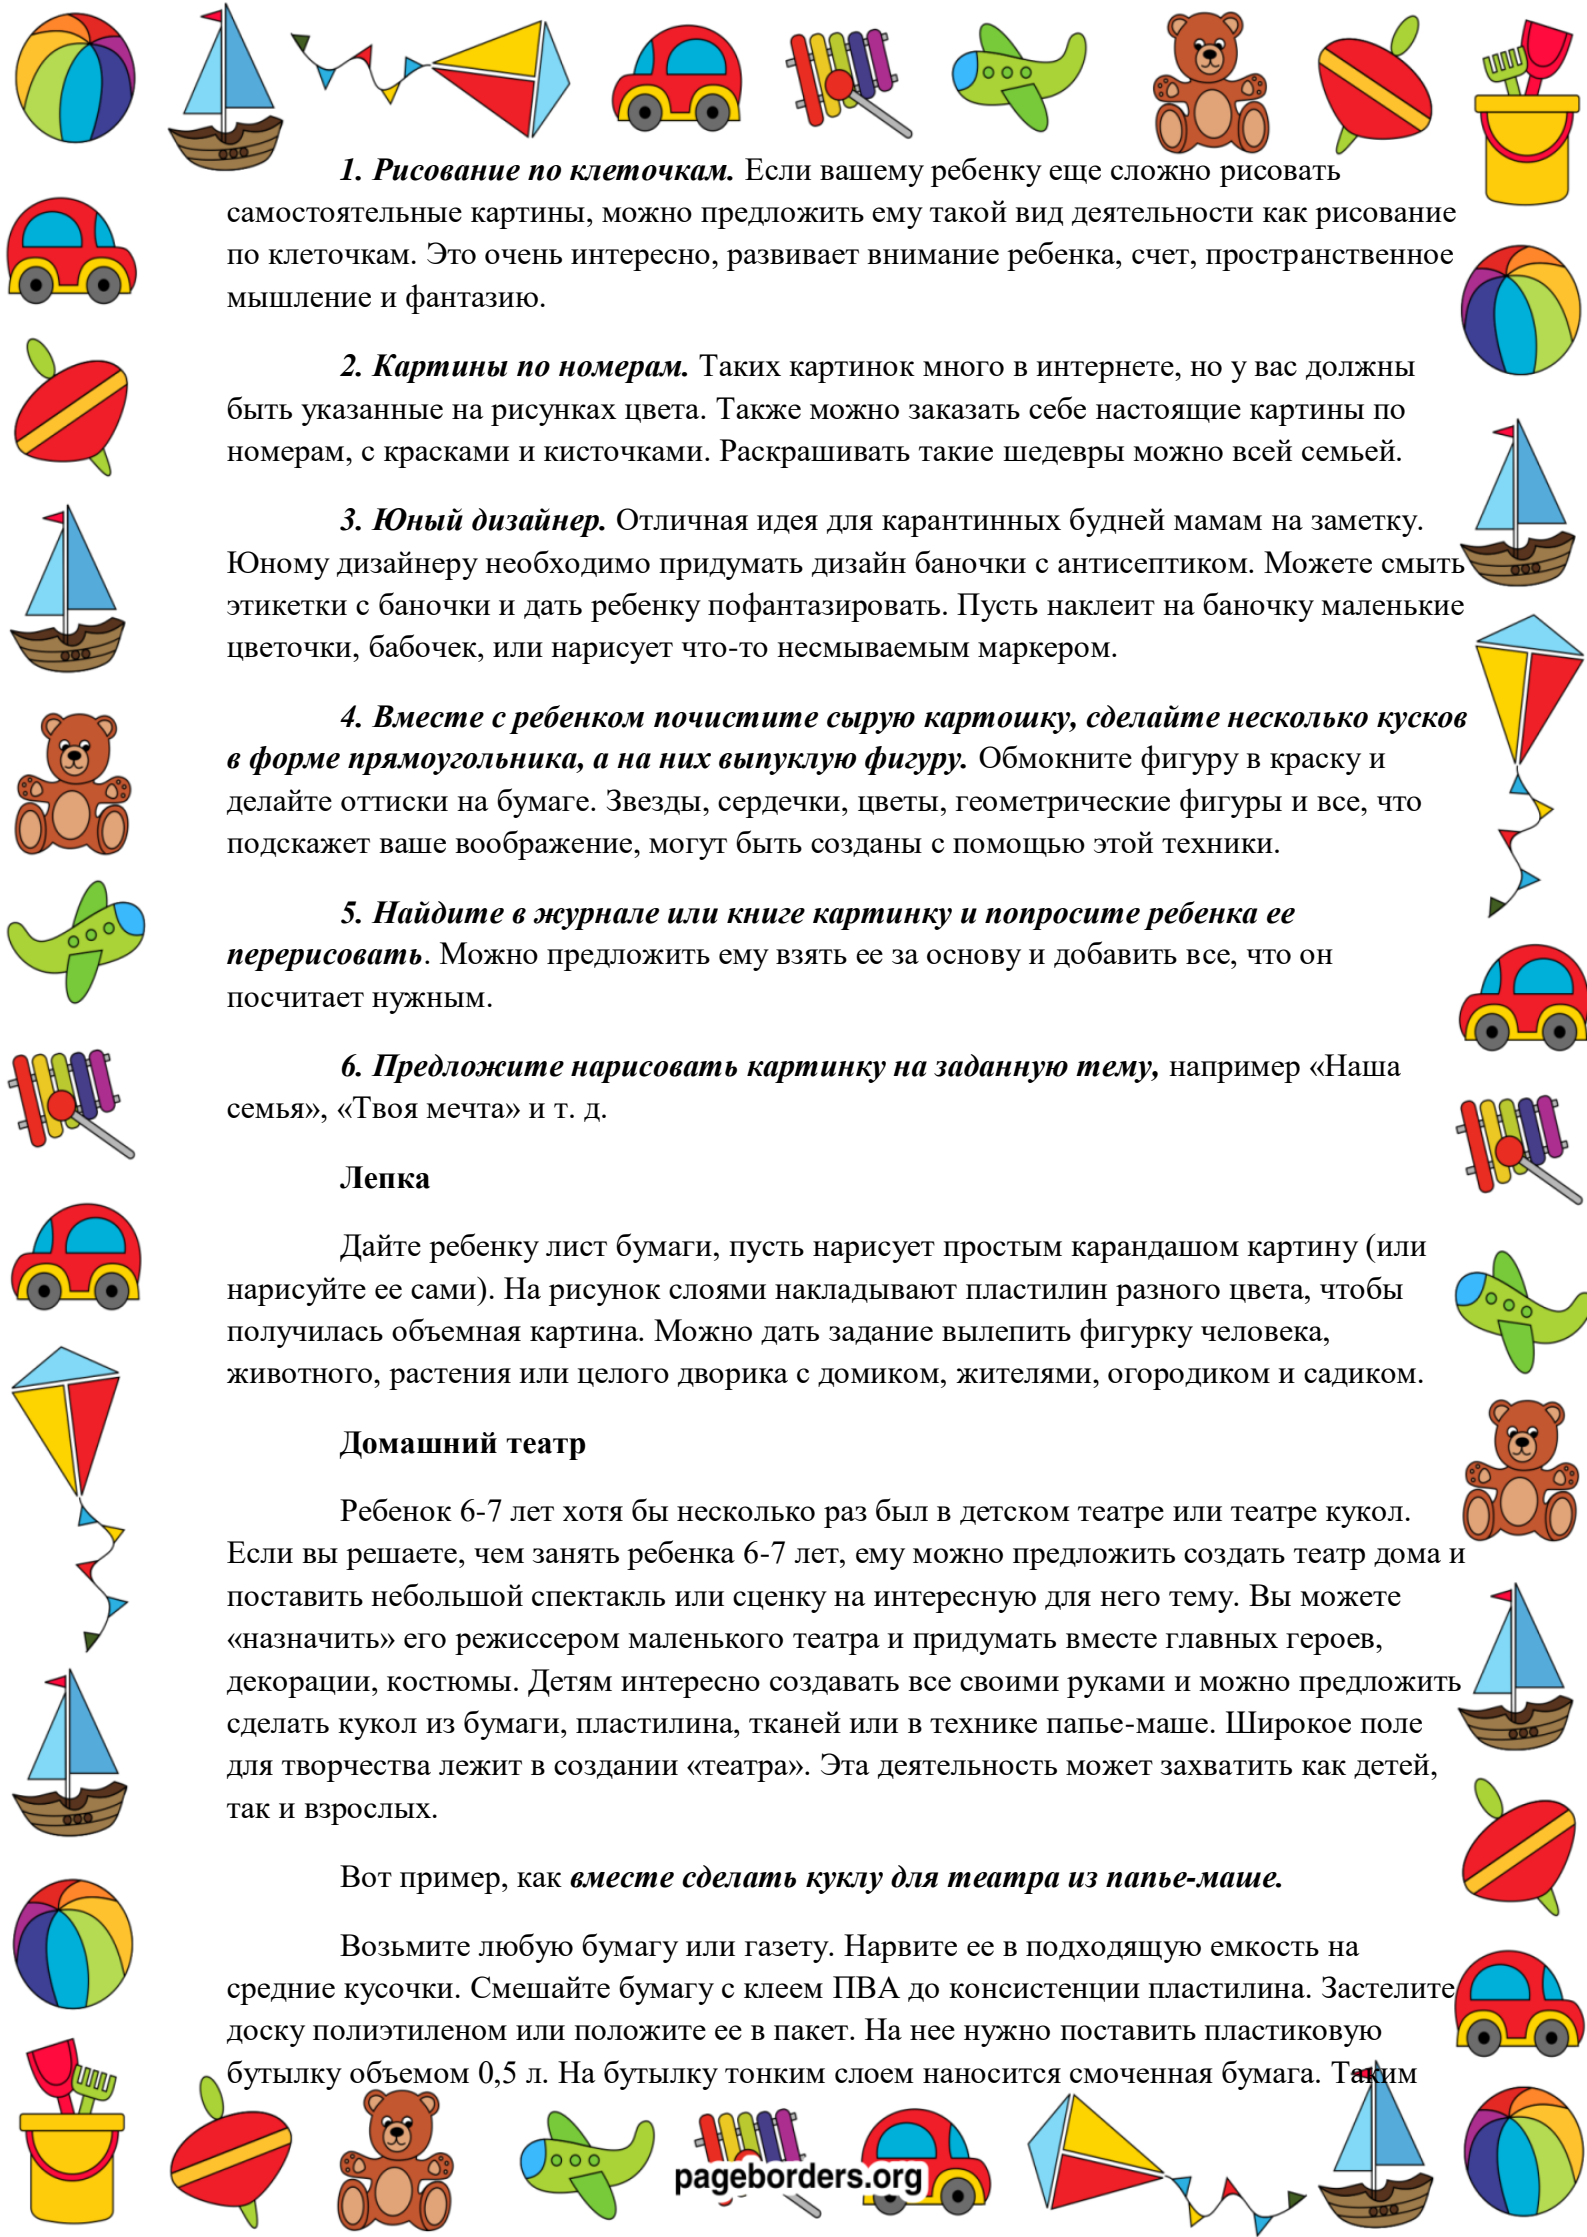 1. Рисование по клеточкам. Если вашему ребенку еще сложно рисовать
самостоятельные картины, можно предложить ему такой вид деятельности как рисование
по клеточкам. Это очень интересно, развивает внимание ребенка, счет, пространственное
мышление и фантазию.
2. Картины по номерам. Таких картинок много в интернете, но у вас должны
быть указанные на рисунках цвета. Также можно заказать себе настоящие картины по
номерам, с красками и кисточками. Раскрашивать такие шедевры можно всей семьей.
3. Юный дизайнер. Отличная идея для карантинных будней мамам на заметку.
Юному дизайнеру необходимо придумать дизайн баночки с антисептиком. Можете смыть
этикетки с баночки и дать ребенку пофантазировать. Пусть наклеит на баночку маленькие
цветочки, бабочек, или нарисует что-то несмываемым маркером.
4. Вместе с ребенком почистите сырую картошку, сделайте несколько кусков
в форме прямоугольника, а на них выпуклую фигуру. Обмокните фигуру в краску и
делайте оттиски на бумаге. Звезды, сердечки, цветы, геометрические фигуры и все, что
подскажет ваше воображение, могут быть созданы с помощью этой техники.
5. Найдите в журнале или книге картинку и попросите ребенка ее
перерисовать. Можно предложить ему взять ее за основу и добавить все, что он
посчитает нужным.
6. Предложите нарисовать картинку на заданную тему, например «Наша
семья», «Твоя мечта» и т. д.
Лепка
Дайте ребенку лист бумаги, пусть нарисует простым карандашом картину (или
нарисуйте ее сами). На рисунок слоями накладывают пластилин разного цвета, чтобы
получилась объемная картина. Можно дать задание вылепить фигурку человека,
животного, растения или целого дворика с домиком, жителями, огородиком и садиком.
Домашний театр
Ребенок 6-7 лет хотя бы несколько раз был в детском театре или театре кукол.
Если вы решаете, чем занять ребенка 6-7 лет, ему можно предложить создать театр дома и
поставить небольшой спектакль или сценку на интересную для него тему. Вы можете
«назначить» его режиссером маленького театра и придумать вместе главных героев,
декорации, костюмы. Детям интересно создавать все своими руками и можно предложить
сделать кукол из бумаги, пластилина, тканей или в технике папье-маше. Широкое поле
для творчества лежит в создании «театра». Эта деятельность может захватить как детей,
так и взрослых.
Вот пример, как вместе сделать куклу для театра из папье-маше.
Возьмите любую бумагу или газету. Нарвите ее в подходящую емкость на
средние кусочки. Смешайте бумагу с клеем ПВА до консистенции пластилина. Застелите
доску полиэтиленом или положите ее в пакет. На нее нужно поставить пластиковую
бутылку объемом 0,5 л. На бутылку тонким слоем наносится смоченная бумага. Таким
pageborders.org